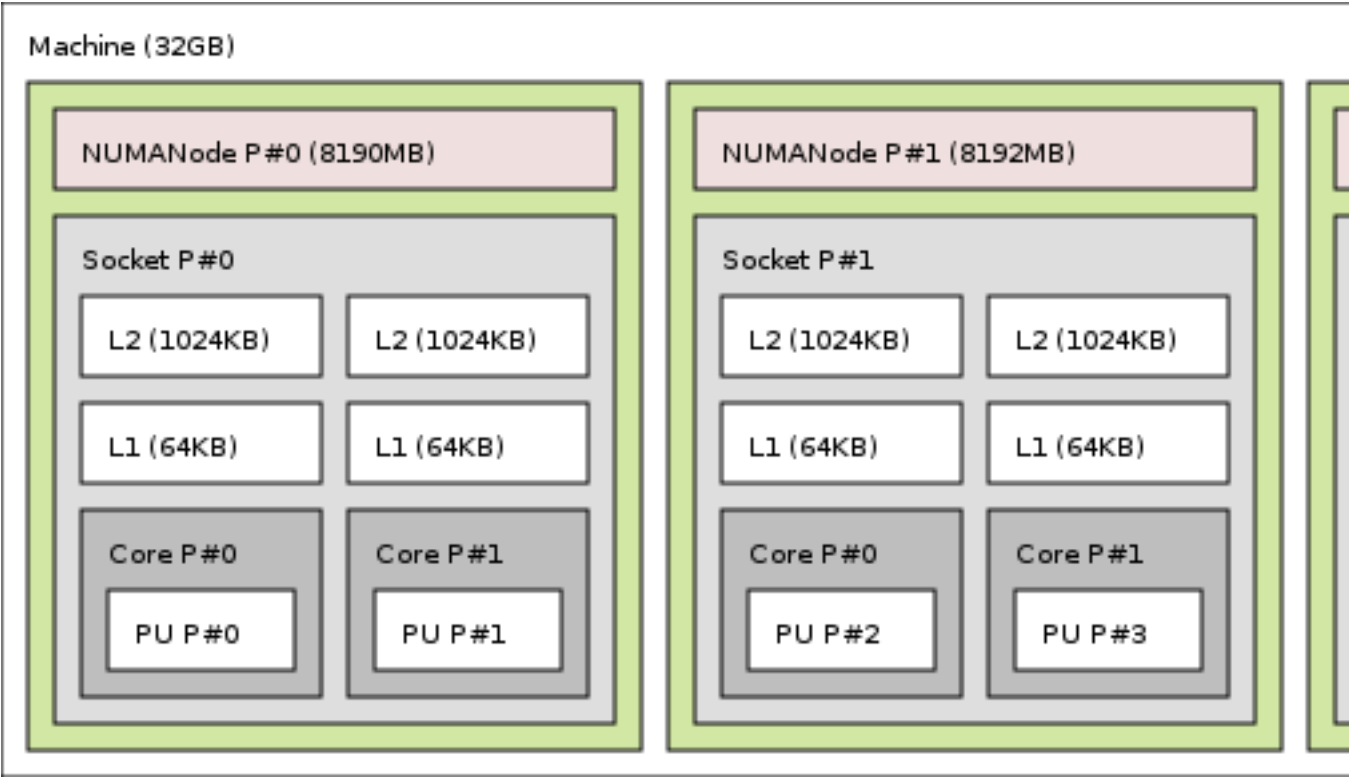 Machine (32GB)
NUMANode P#0 (8190MB)
Socket P#0
L2 (1024KB)
L2 (1024KB)
L1 (64KB)
L1 (64KB)
Core P#0
PU P#0
Core P#1
PU P#1
NUMANode P#1 (8192MB)
Socket P#1
L2 (1024KB)
L2 (1024KB)
L1 (64KB)
L1 (64KB)
Core P#0
PU P#2
Core P#1
PU P#3